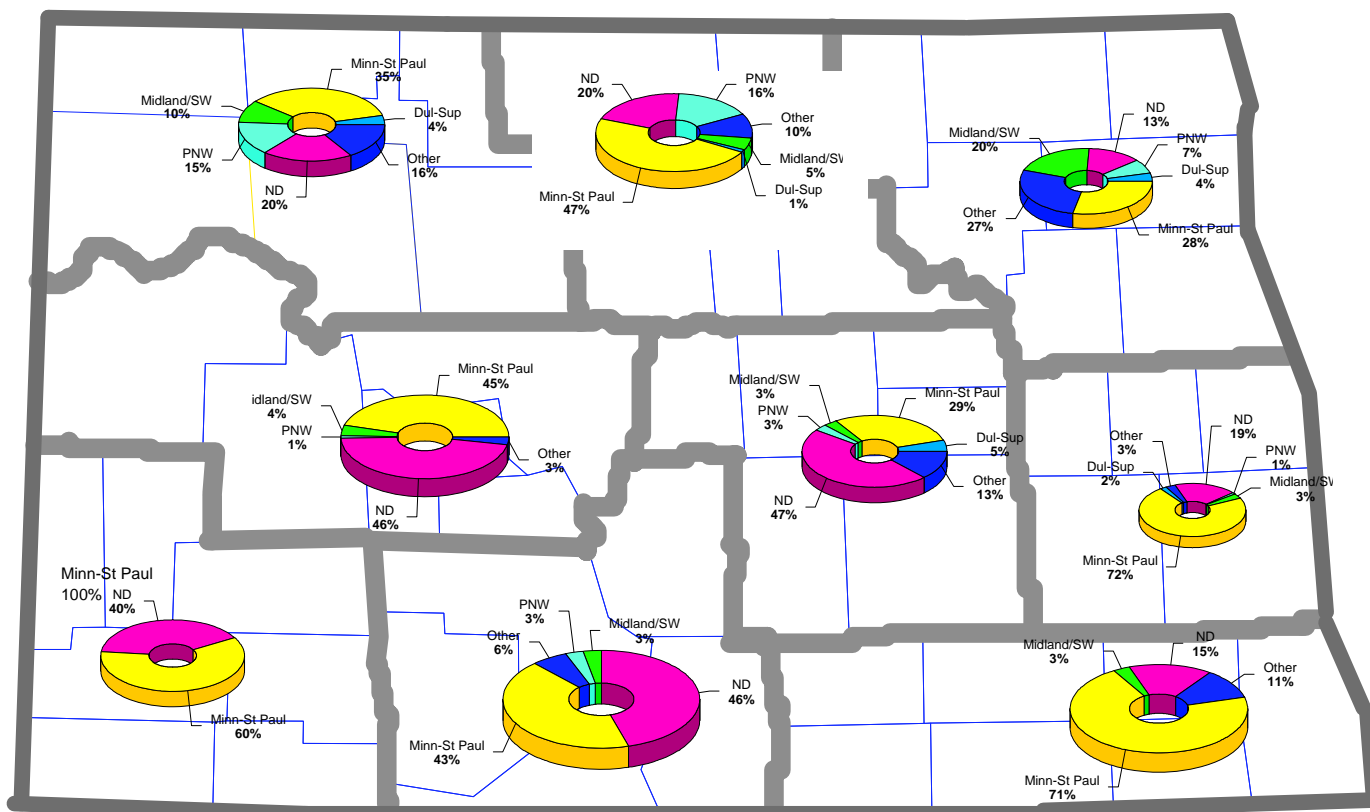 Minn-St Paul
35%
Midland/SW
10%
Dul-Sup
4%
PNW
15%
Other
16%
ND
20%
ND
20%
PNW
16%
Other
10%
Midland/SV
5%
Minn-St Paul
47%
Dul-Sup
1%
ND
13%
Midland/SW
20%
PNW
7%
Dul-Sup
4%
Other
27%
Minn-St Paul
28%
Minn-St Paul
45%
idland/SW
4%
PNW
1%
Other
3%
ND
46%
Midland/SW
3%
PNW
3%
Minn-St Paul
29%
Dul-Sup
5%
Other
13%
ND
47%
ND
19%
Other
3%
PNW
1%
Dul-Sup
2%
Midland/SV
3%
Minn-St Paul
72%
Minn-St Paul
100%
ND
40%
Minn-St Paul
60%
PNW
3%
Midland/SW
3%
Other
6%
ND
46%
Minn-St Paul
43%
ND
15%
Midland/SW
3%
Other
11%
Minn-St Paul
71%